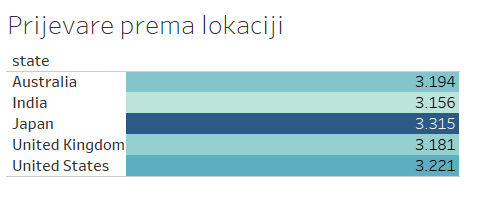 Prijevare prema lokaciji
state
Australia 3.194
India 3.156
Japan 3.315
United Kingdom 3.181
United States 3.221